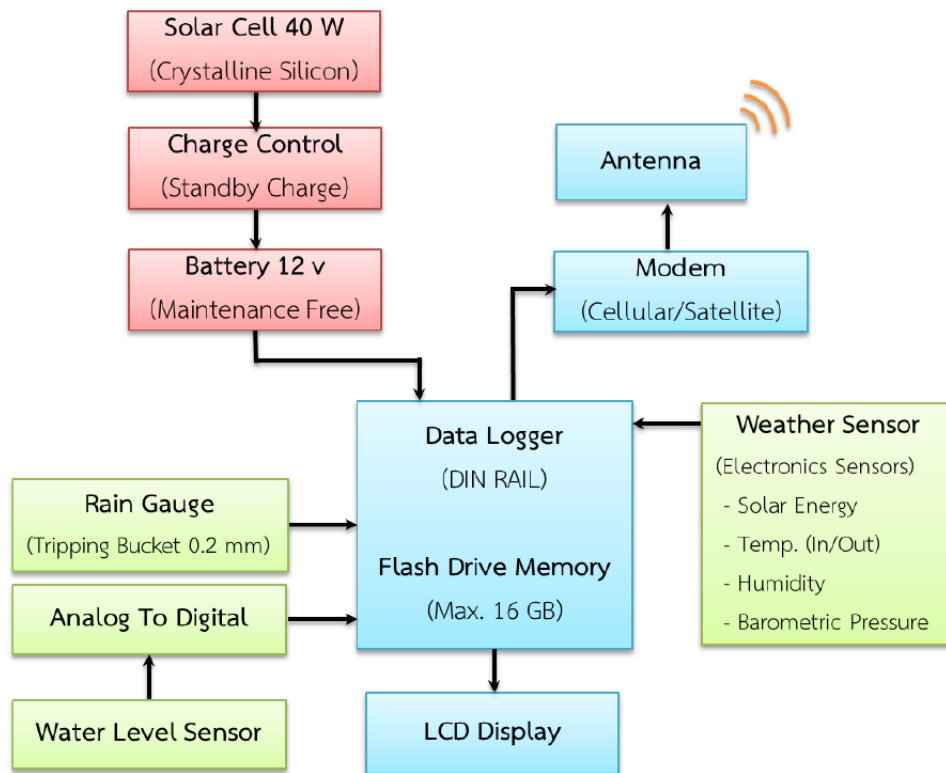 Solar Cell 40 W
(Crystalline Silicon)
Charge Control
(Standby Charge)
Battery 12 v
(Maintenance Free)
Antenna
Modem
(Cellular/Satellite)
Data Logger
(DIN RAIL)
Flash Drive Memory
(Max. 16 GB)
Weather Sensor
(Electronics Sensors)
- Solar Energy
- Temp. (In/Out)
- Humidity
- Barometric Pressure
Rain Gauge
(Tripping Bucket 0.2 mm)
Analog To Digital
Water Level Sensor
LCD Display